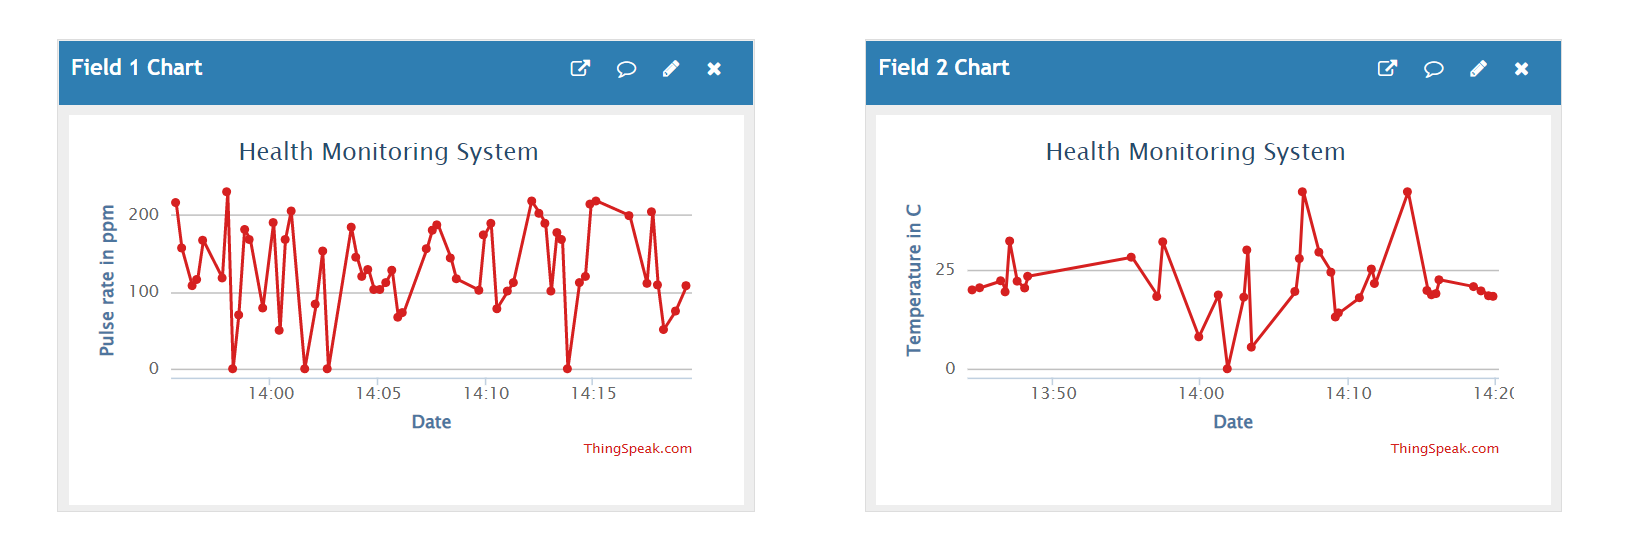 Field 1 Chart
Health Monitoring System
Pulse rate in ppm
200
100
0
14:00 14:05 14:10 14:15
Date
ThingSpeak.com
Field 2 Chart
Health Monitoring System
Temperature in C
25
0
13:50 14:00 14:10 14:20
Date
ThingSpeak.com